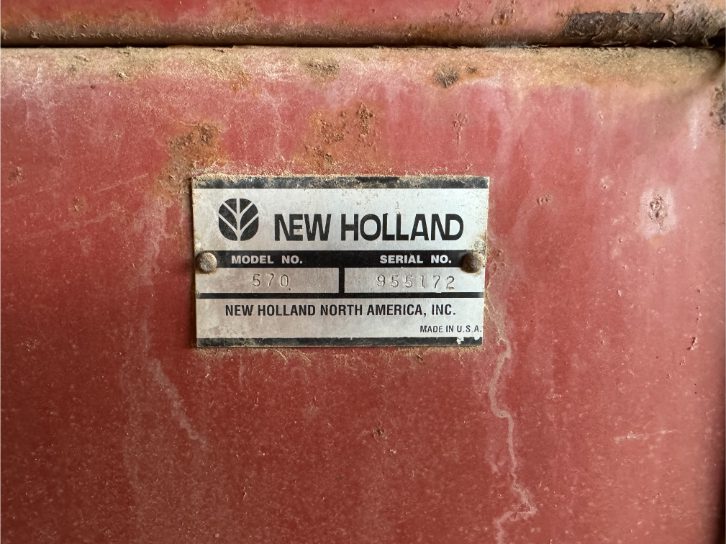 NEW HOLLAND
MODEL NO. SERIAL NO.
570 955172
NEW HOLLAND NORTH AMERICA, INC.
MADE IN U.S.A.